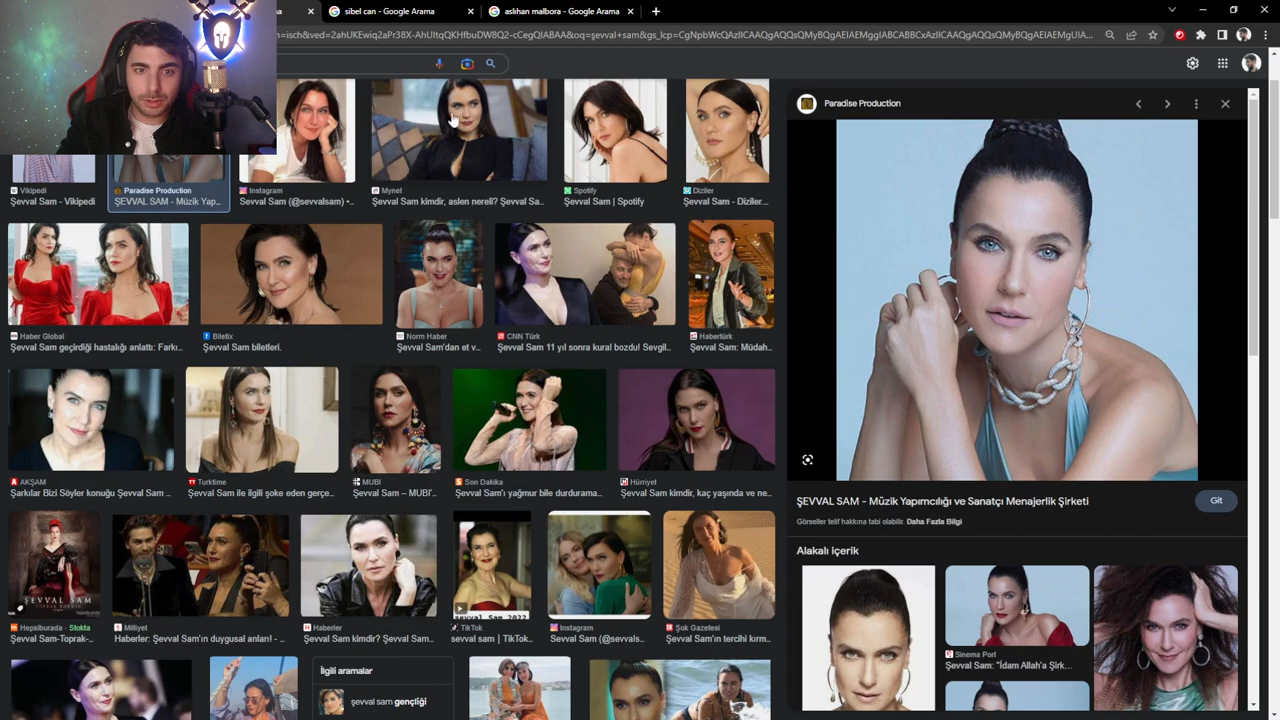 sibel can - Google Arama
aslıhan malbora - Google Arama
Paradise Production
Vikipedi
Şevval Sam - Vikipedi
Paradise Production
ŞEVVAL SAM - Müzik Yap...
Instagram
Şevval Sam (@sevvalsam) •...
Mynet
Şevval Sam kimdir, aslen nereli? Şevval Sa...
Spotify
Şevval Sam | Spotify
Diziler
Şevval Sam - Diziler...
Haber Global
Şevval Sam geçirdiği hastalığı anlattı: Farkı...
Biletix
Şevval Sam biletleri.
Norm Haber
Şevval Sam'dan et v...
CNN Türk
Şevval Sam 11 yıl sonra kural bozdu! Sevgil...
Habertürk
Şevval Sam: Müdah...
AKŞAM
Şarkılar Bizi Söyler konuğu Şevval Sam ...
Turktime
Şevval Sam ile ilgili şoke eden gerçe...
MUBI
Şevval Sam – MUBI'...
Son Dakika
Şevval Sam'ı yağmur bile durdurama...
Hürriyet
Şevval Sam kimdir, kaç yaşında ve ne...
ŞEVVAL SAM - Müzik Yapımcılığı ve Sanatçı Menajerlik Şirketi
Git
Görseller telif hakkına tabi olabilir. Daha Fazla Bilgi
Alakalı içerik
ŞEVVAL SAM
sevval Sam 2022
Hepsiburada · Stokta
Şevval Sam-Toprak-...
Milliyet
Haberler: Şevval Sam'ın duygusal anları! - ...
Haberler
Şevval Sam kimdir? Şevval Sam...
TikTok
sevval sam | TikTok...
Instagram
Şevval Sam (@sevvals...
Şok Gazetesi
Şevval Sam'ın tercihi kırm...
Sinema Port
Şevval Sam: "İdam Allah'a Şirk...
İlgili aramalar
şevval sam gençliği